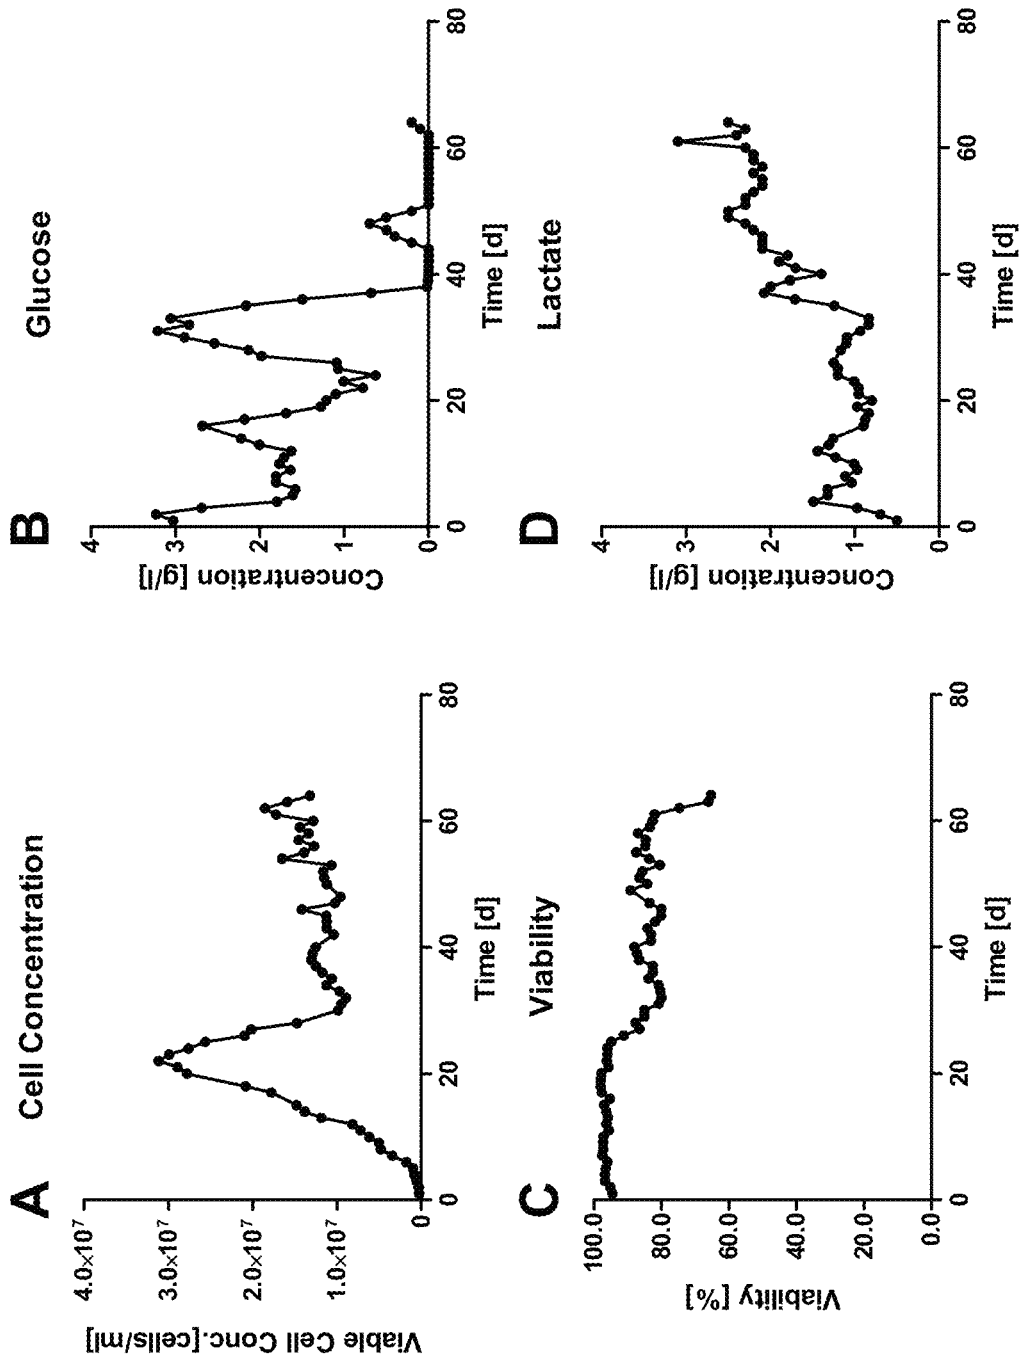 A Cell Concentration
Viable Cell Conc.[cells/ml]
4.0×10⁷
3.0×10⁷
2.0×10⁷
1.0×10⁷
0
0 20 40 60 80
Time [d]
B Glucose
Concentration [g/l]
4
3
2
1
0
0 20 40 60 80
Time [d]
C Viability
Viability [%]
100.0
80.0
60.0
40.0
20.0
0.0
0 20 40 60 80
Time [d]
D Lactate
Concentration [g/l]
4
3
2
1
0
0 20 40 60 80
Time [d]